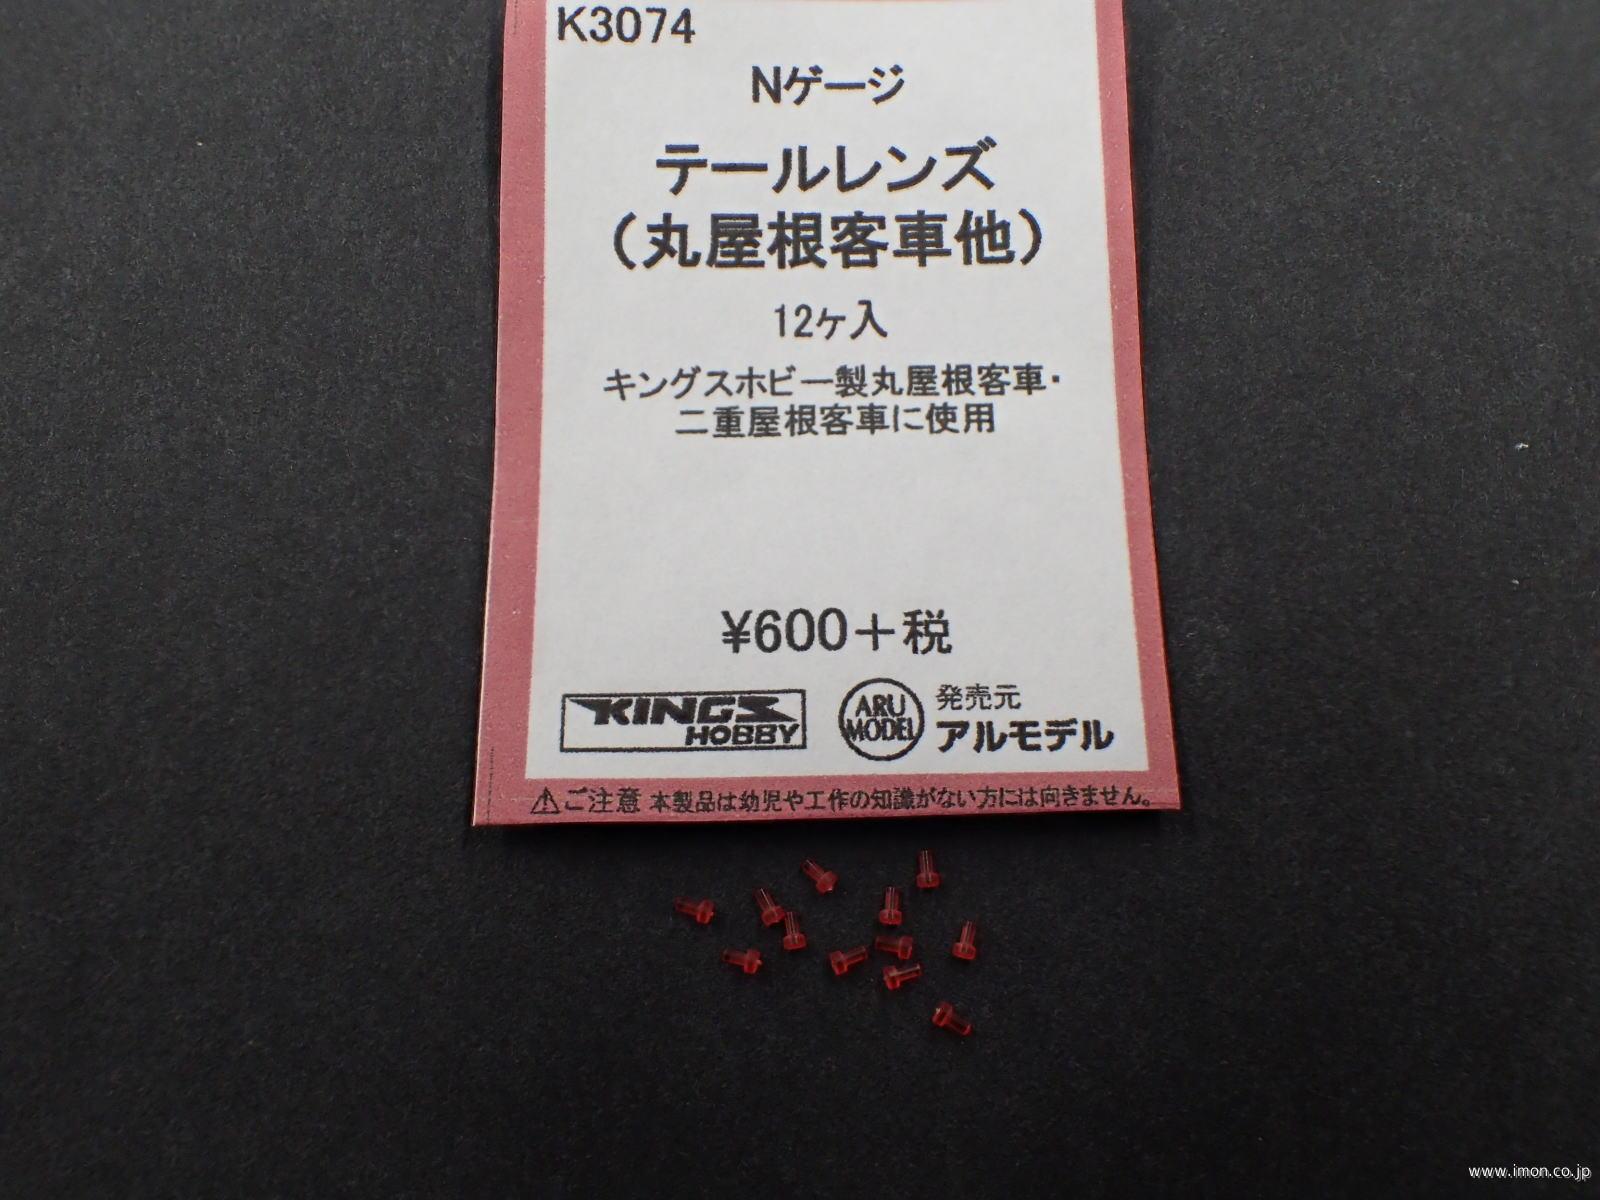 K3074
Nゲージ
テールレンズ
（丸屋根客車他）
12ヶ入
キングスホビー製丸屋根客車・
二重屋根客車に使用
¥600＋税
KINGS
HOBBY
ARU
MODEL
発売元
アルモデル
⚠ご注意 本製品は幼児や工作の知識がない方には向きません。
www.imon.co.jp